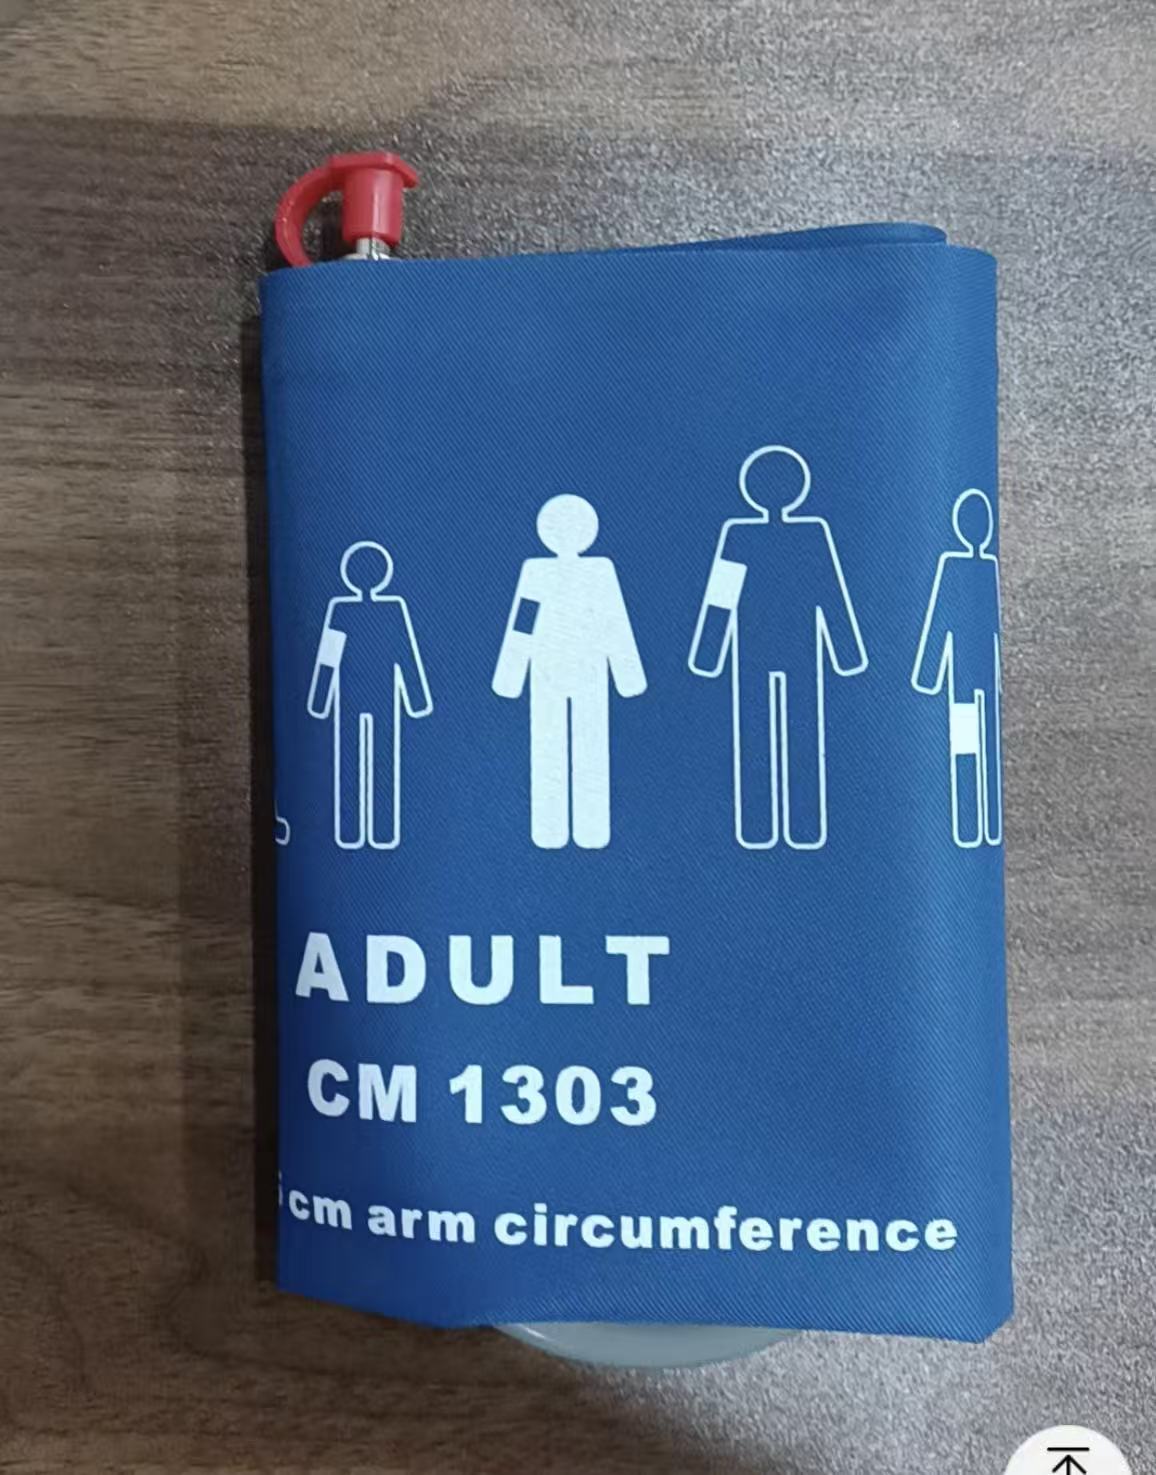 ADULT
CM 1303
cm arm circumference